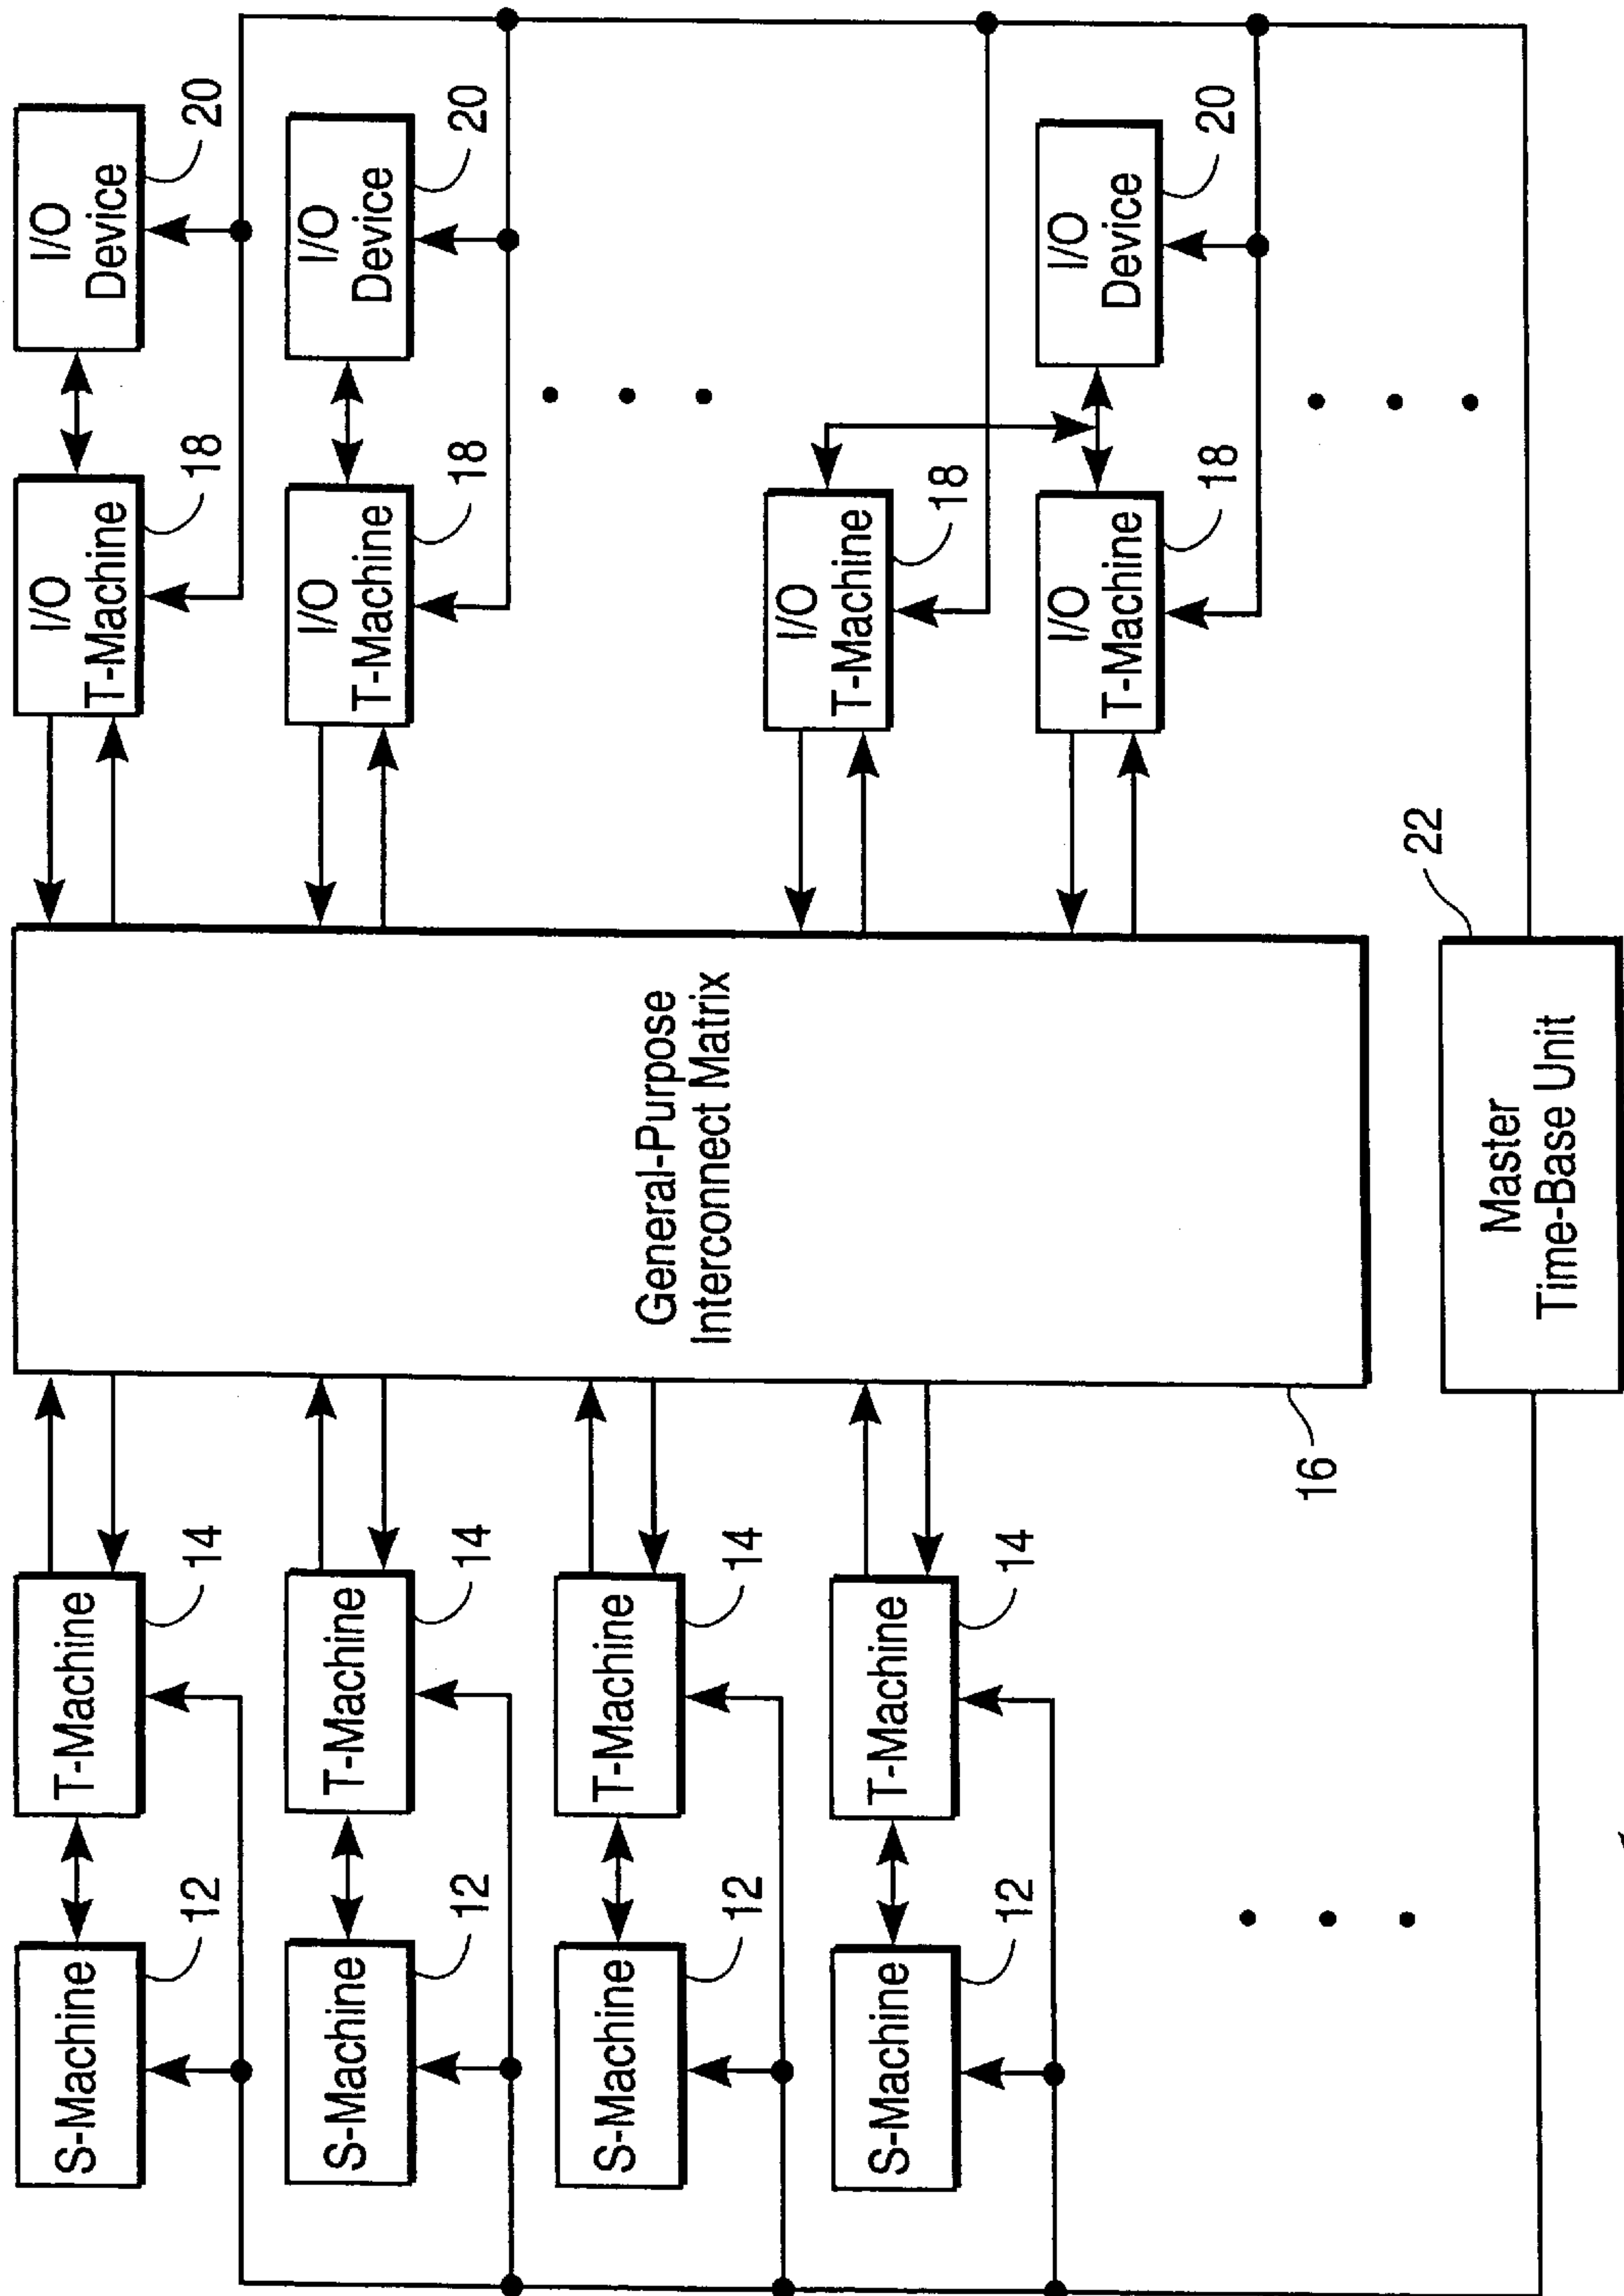 S-Machine
12
T-Machine
14
S-Machine
12
T-Machine
14
S-Machine
12
T-Machine
14
S-Machine
12
T-Machine
14
General-Purpose
Interconnect Matrix
16
I/O
T-Machine
18
I/O
Device
20
I/O
T-Machine
18
I/O
Device
20
I/O
T-Machine
18
I/O
T-Machine
18
I/O
Device
20
Master
Time-Base Unit
22